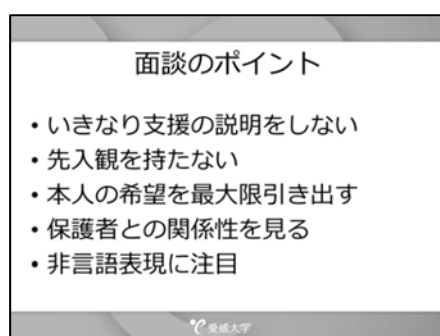 面談のポイント
• いきなり支援の説明をしない
• 先入観を持たない
• 本人の希望を最大限引き出す
• 保護者との関係性を見る
• 非言語表現に注目
愛媛大学